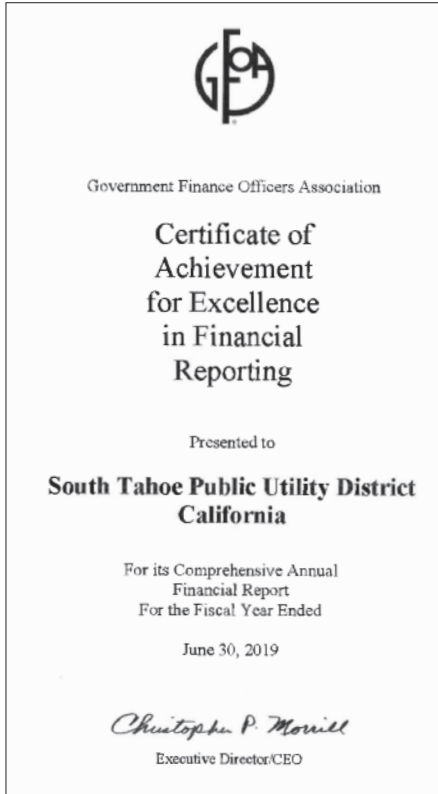 GFOA
Government Finance Officers Association
Certificate of
Achievement
for Excellence
in Financial
Reporting
Presented to
South Tahoe Public Utility District
California
For its Comprehensive Annual
Financial Report
For the Fiscal Year Ended
June 30, 2019
Christopher P. Morrill
Executive Director/CEO